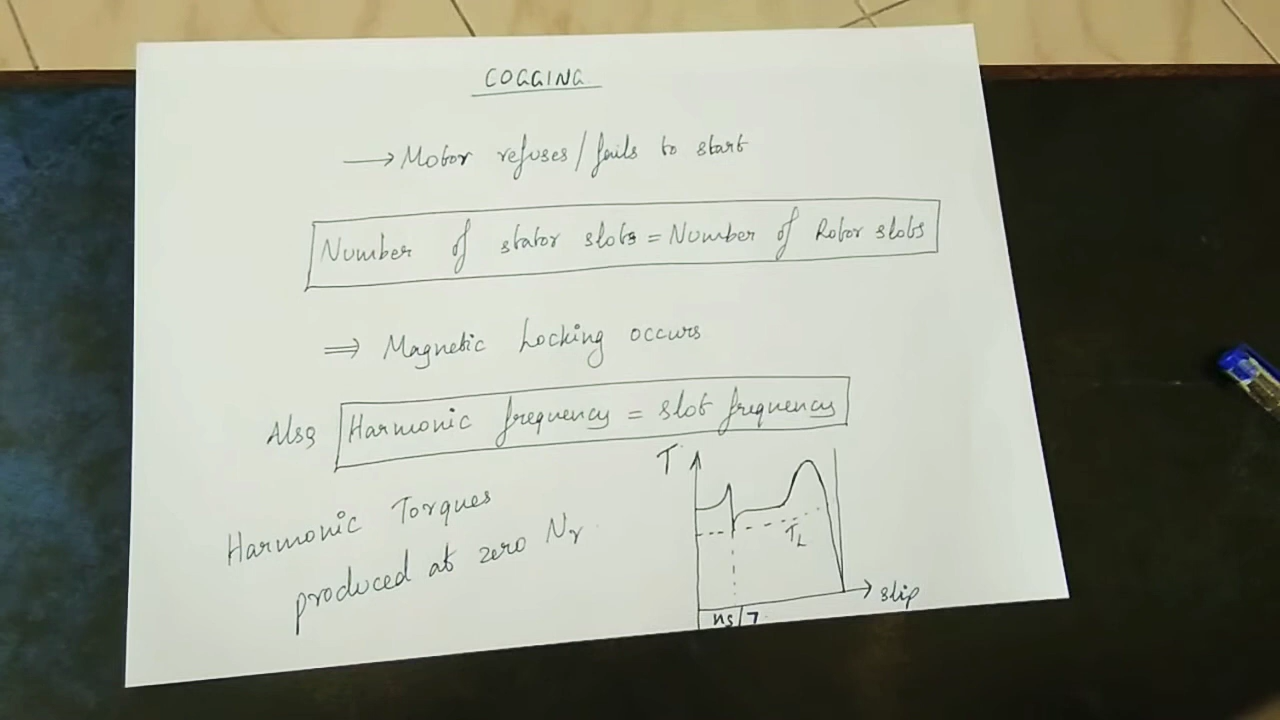 COGGING
→ Motor refuses/fails to start
Number of stator slots = Number of Rotor slots
⇒ Magnetic Locking occurs
Also Harmonic frequency = slot frequency
Harmonic Torques
produced at zero Nr
T
TL
slip
ns/7